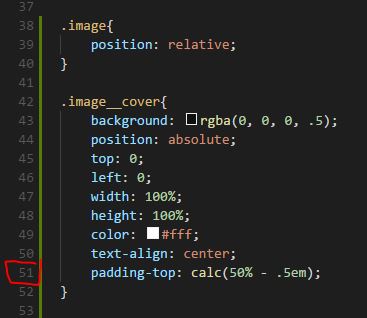 37
38 .image{
39 position: relative;
40 }
41
42 .image__cover{
43 background: rgba(0, 0, 0, .5);
44 position: absolute;
45 top: 0;
46 left: 0;
47 width: 100%;
48 height: 100%;
49 color: #fff;
50 text-align: center;
51 padding-top: calc(50% - .5em);
52 }
53